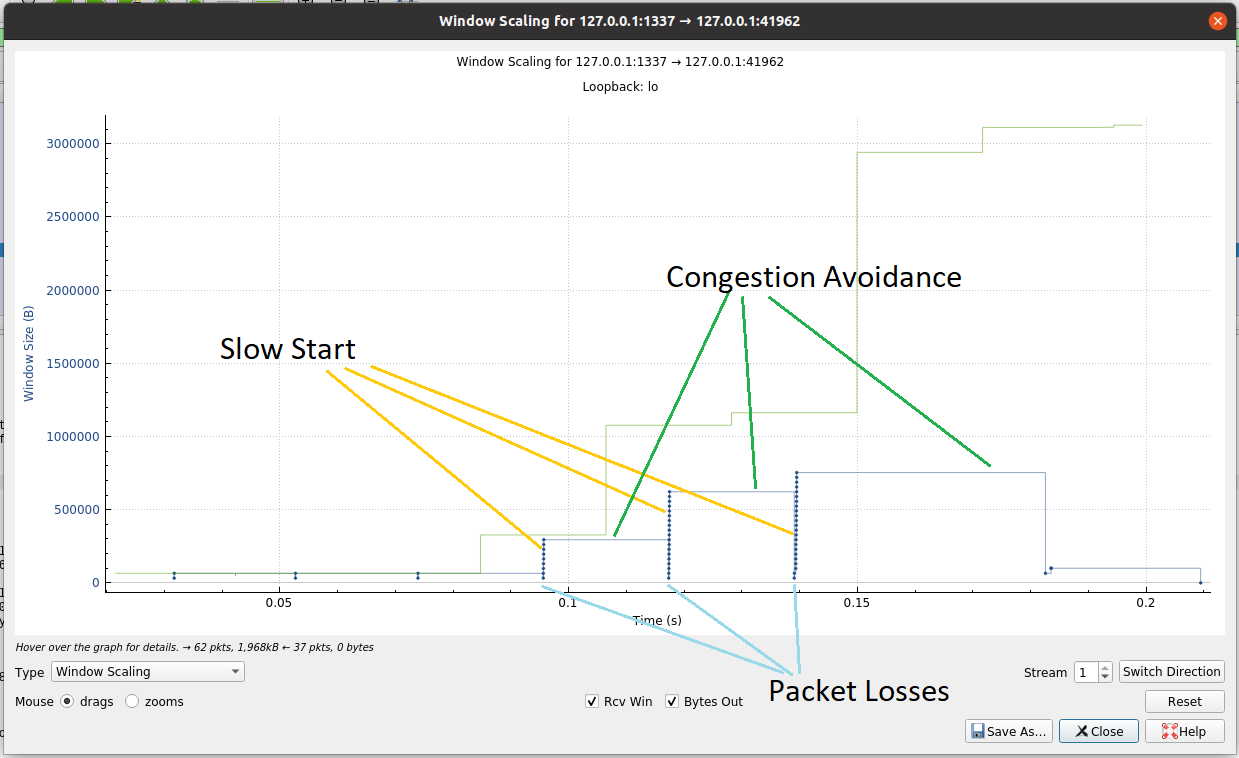 Window Scaling for 127.0.0.1:1337 → 127.0.0.1:41962
Window Scaling for 127.0.0.1:1337 → 127.0.0.1:41962
Loopback: lo
3000000
2500000
2000000
1500000
1000000
500000
0
Window Size (B)
Congestion Avoidance
Slow Start
0.05
0.1
0.15
0.2
Time (s)
Packet Losses
Hover over the graph for details. → 62 pkts, 1,968kB ← 37 pkts, 0 bytes
Type Window Scaling
Stream 1 Switch Direction
Mouse drags zooms
Rcv Win Bytes Out
Reset
Save As... Close Help